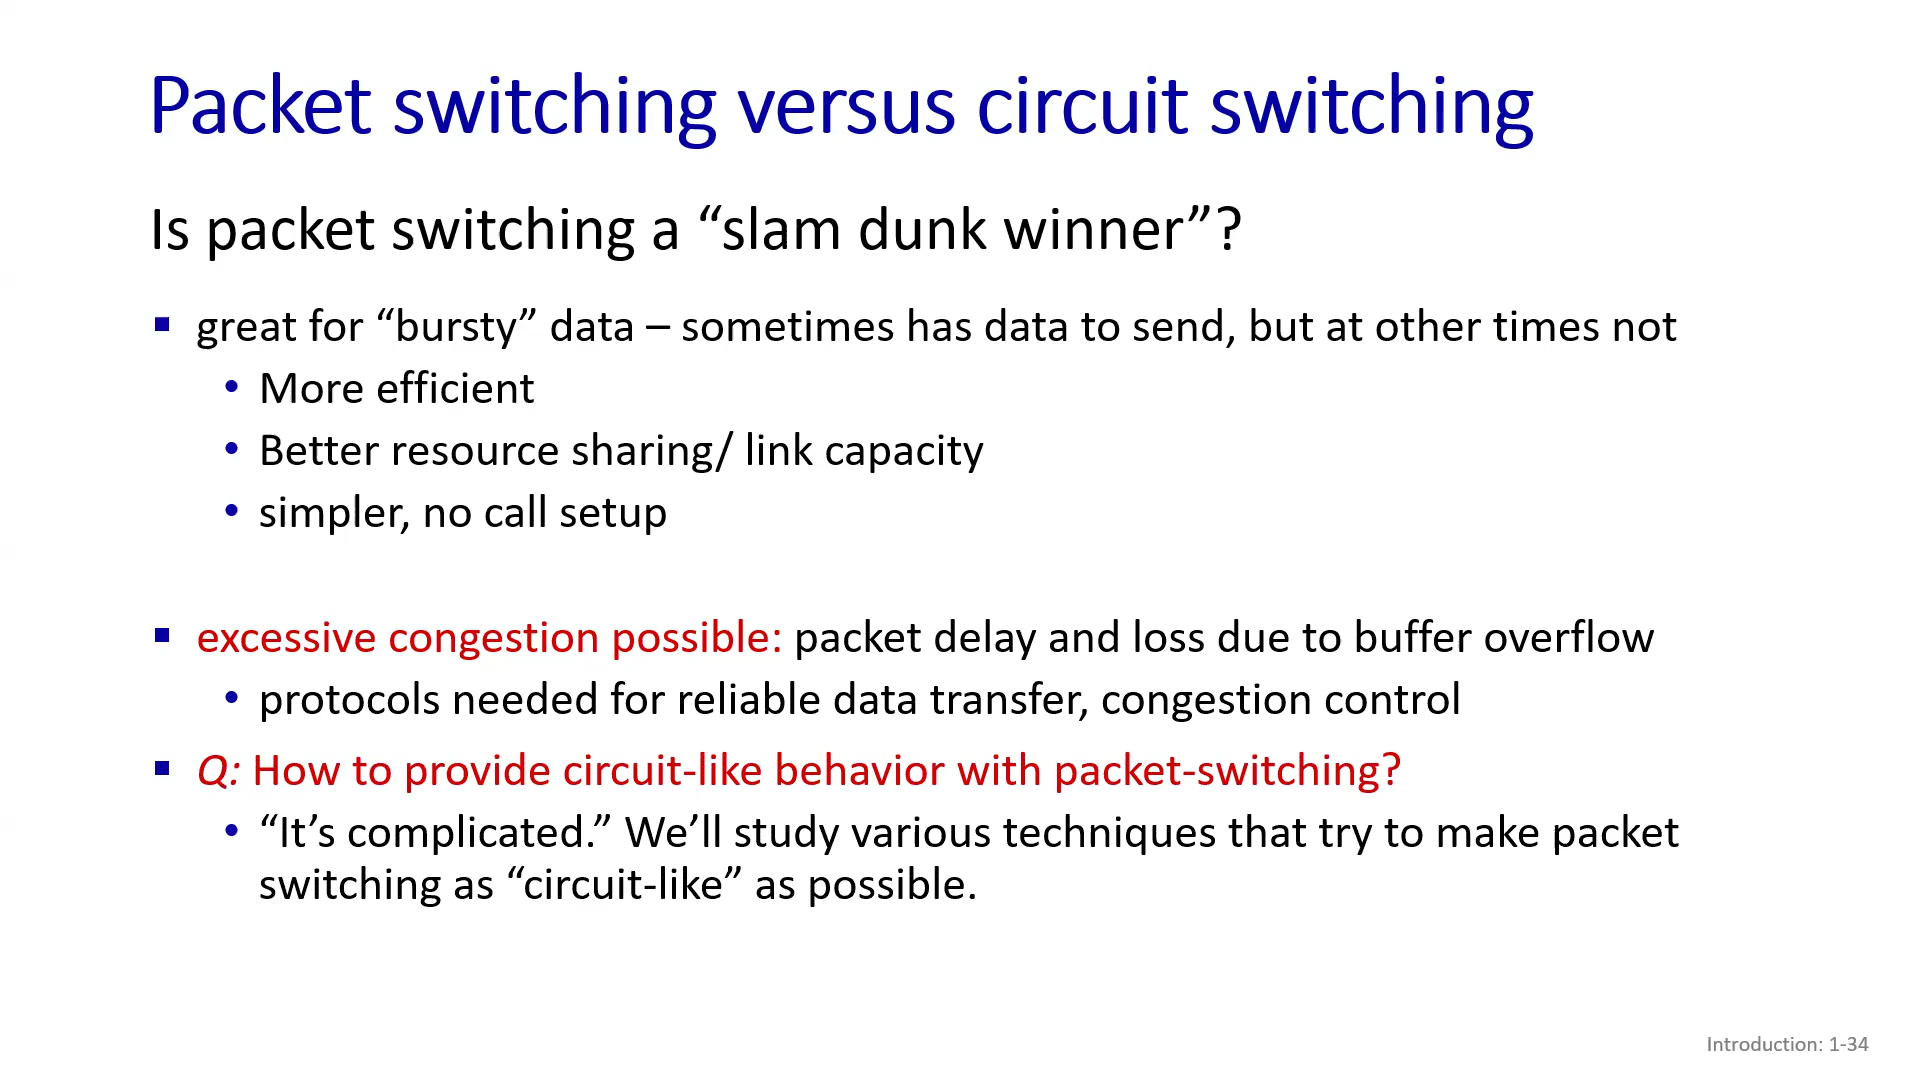 Packet switching versus circuit switching
Is packet switching a “slam dunk winner”?
▪ great for “bursty” data – sometimes has data to send, but at other times not
• More efficient
• Better resource sharing/ link capacity
• simpler, no call setup
▪ excessive congestion possible: packet delay and loss due to buffer overflow
• protocols needed for reliable data transfer, congestion control
▪ Q: How to provide circuit-like behavior with packet-switching?
• “It’s complicated.” We’ll study various techniques that try to make packet
switching as “circuit-like” as possible.
Introduction: 1-34